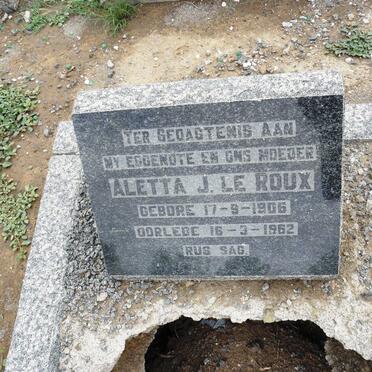 TER GEDAGTENIS AAN
MY EGGENOTE EN ONS MOEDER
ALETTA J. LE ROUX
GEBORE 17-9-1906
OORLEDE 16-3-1962
RUS SAG.